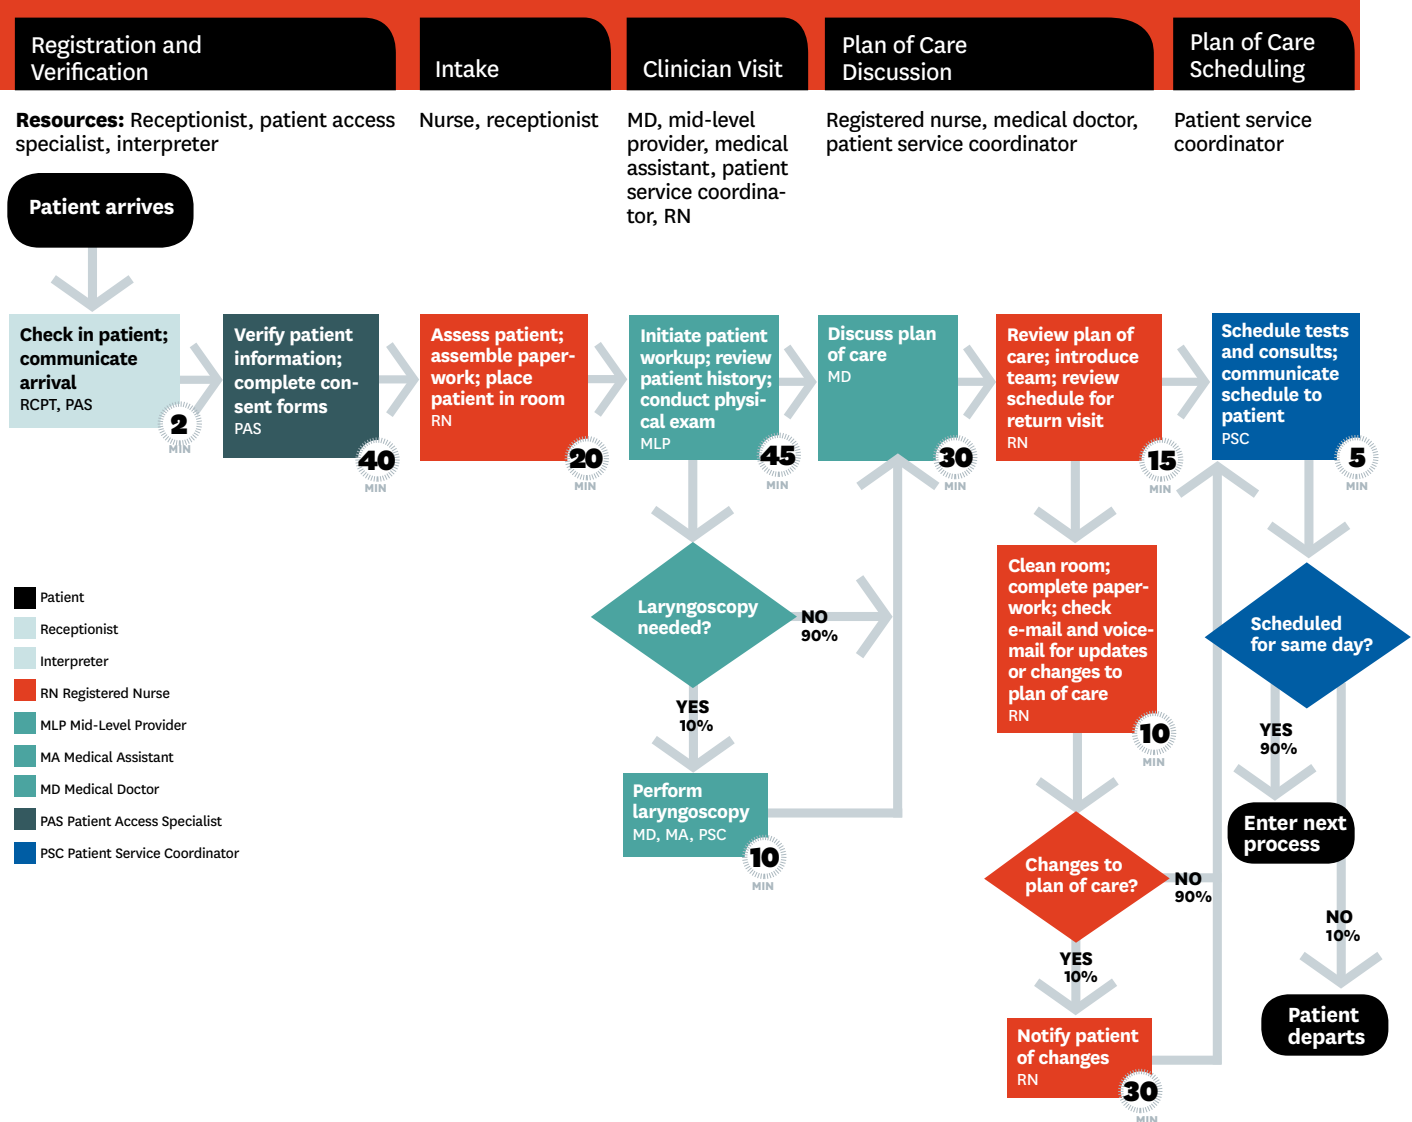 Registration and
Verification
Intake
Clinician Visit
Plan of Care
Discussion
Plan of Care
Scheduling
Resources: Receptionist, patient access
specialist, interpreter
Nurse, receptionist
MD, mid-level
provider, medical
assistant, patient
service coordina-
tor, RN
Registered nurse, medical doctor,
patient service coordinator
Patient service
coordinator
Patient arrives
Check in patient;
communicate
arrival
RCPT, PAS
2
MIN
Verify patient
information;
complete con-
sent forms
PAS
40
MIN
Assess patient;
assemble paper-
work; place
patient in room
RN
20
MIN
Initiate patient
workup; review
patient history;
conduct physi-
cal exam
MLP
45
MIN
Discuss plan
of care
MD
30
MIN
Review plan of
care; introduce
team; review
schedule for
return visit
RN
15
MIN
Schedule tests
and consults;
communicate
schedule to
patient
PSC
5
MIN
Laryngoscopy
needed?
NO
90%
YES
10%
Perform
laryngoscopy
MD, MA, PSC
10
MIN
Clean room;
complete paper-
work; check
e-mail and voice-
mail for updates
or changes to
plan of care
RN
10
MIN
Changes to
plan of care?
NO
90%
YES
10%
Notify patient
of changes
RN
30
MIN
Scheduled
for same day?
YES
90%
Enter next
process
NO
10%
Patient
departs
Patient
Receptionist
Interpreter
RN Registered Nurse
MLP Mid-Level Provider
MA Medical Assistant
MD Medical Doctor
PAS Patient Access Specialist
PSC Patient Service Coordinator